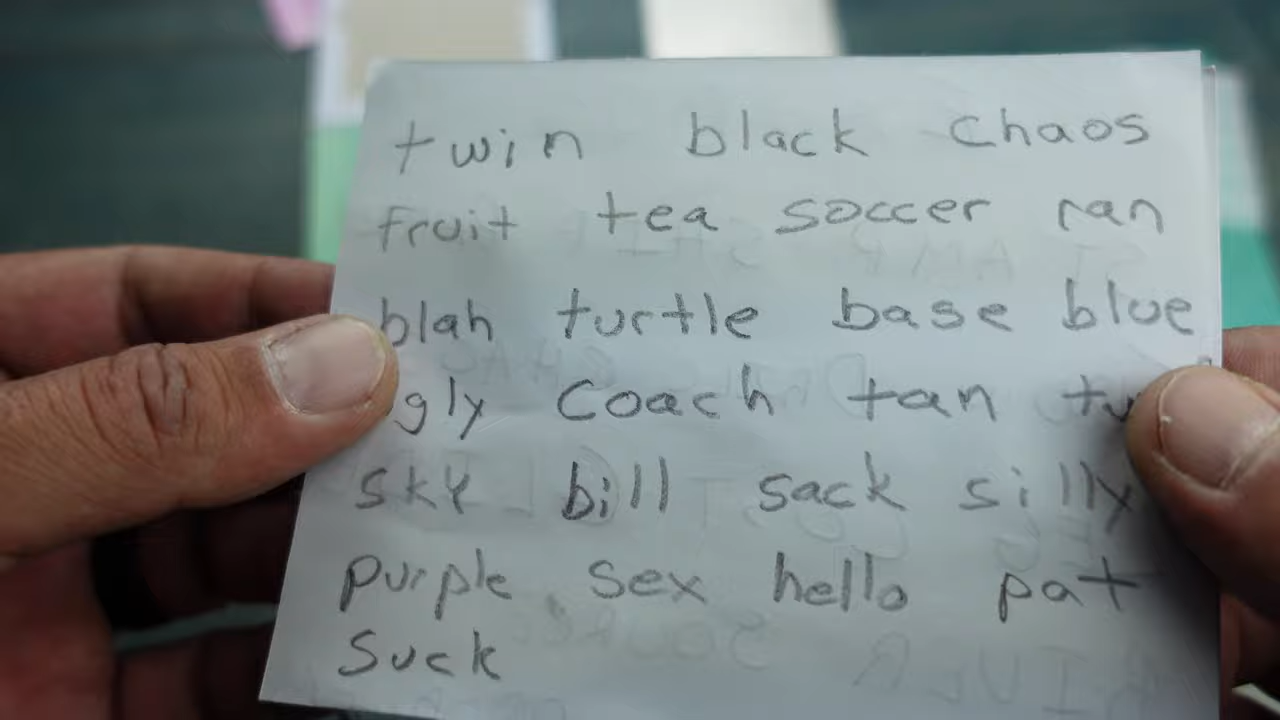 twin black chaos
fruit tea soccer ran
blah turtle base blue
coach tan
sky bill sack silly
purple sex hello pat
suck